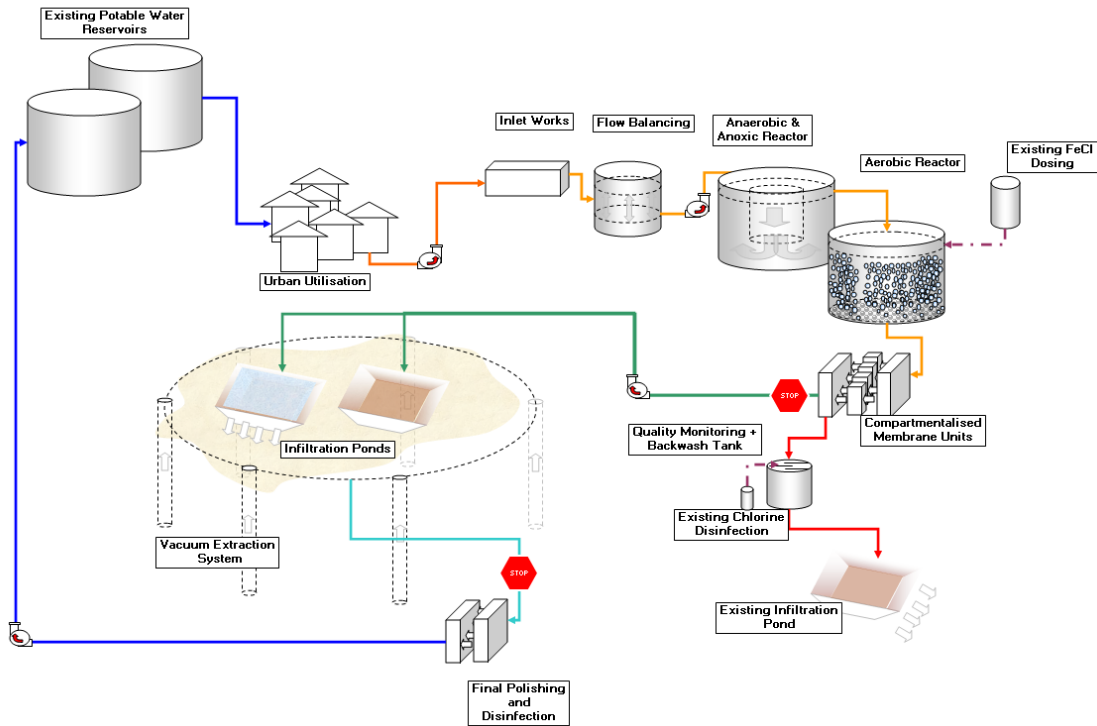 Existing Potable Water
Reservoirs
Inlet Works
Flow Balancing
Anaerobic &
Anoxic Reactor
Aerobic Reactor
Existing FeCl
Dosing
Urban Utilisation
STOP
Infiltration Ponds
Quality Monitoring +
Backwash Tank
Compartmentalised
Membrane Units
Existing Chlorine
Disinfection
Vacuum Extraction
System
STOP
Existing Infiltration
Pond
Final Polishing
and
Disinfection